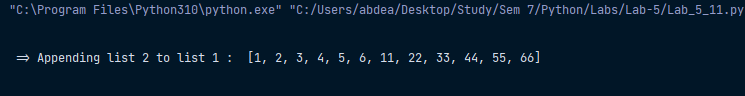 "C:\Program Files\Python310\python.exe" "C:/Users/abdea/Desktop/Study/Sem 7/Python/Labs/Lab-5/Lab_5_11.py
=> Appending list 2 to list 1 :  [1, 2, 3, 4, 5, 6, 11, 22, 33, 44, 55, 66]